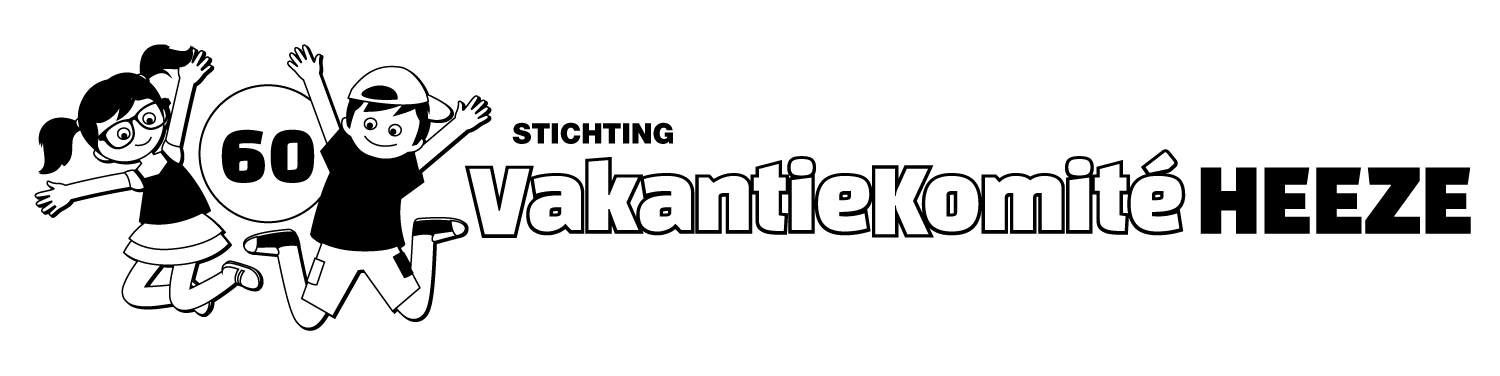 60
STICHTING
VakantieKomité HEEZE